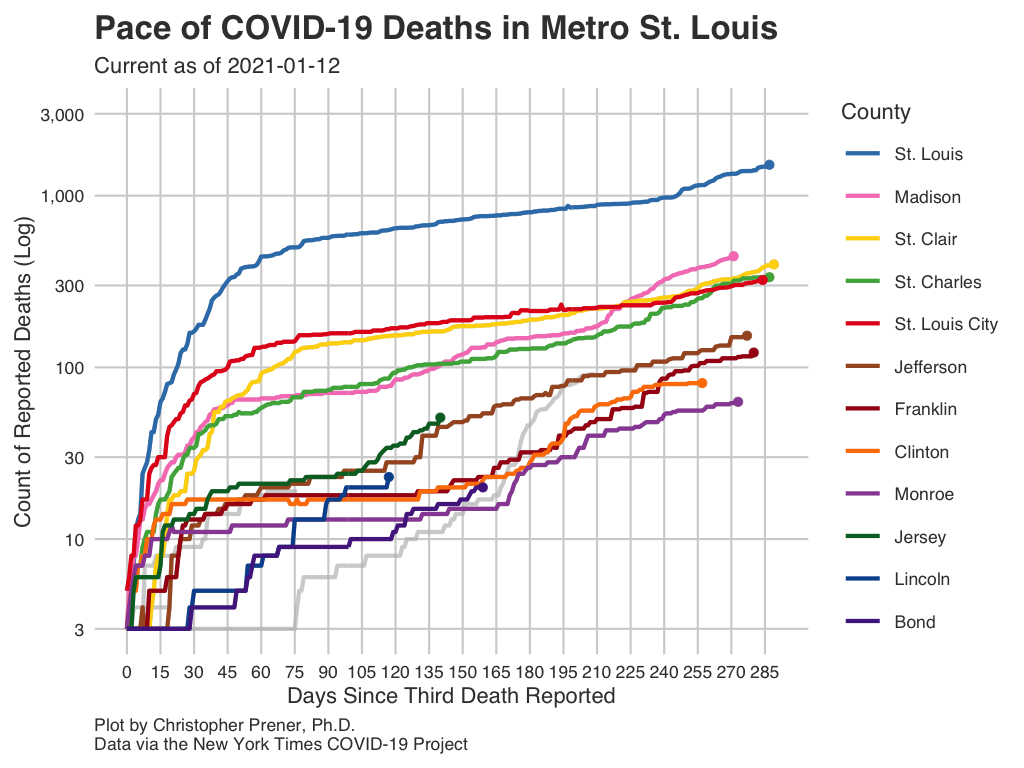 Pace of COVID-19 Deaths in Metro St. Louis
Current as of 2021-01-12
Count of Reported Deaths (Log)
3,000
1,000
300
100
30
10
3
0 15 30 45 60 75 90 105 120 135 150 165 180 195 210 225 240 255 270 285
Days Since Third Death Reported
County
St. Louis
Madison
St. Clair
St. Charles
St. Louis City
Jefferson
Franklin
Clinton
Monroe
Jersey
Lincoln
Bond
Plot by Christopher Prener, Ph.D.
Data via the New York Times COVID-19 Project